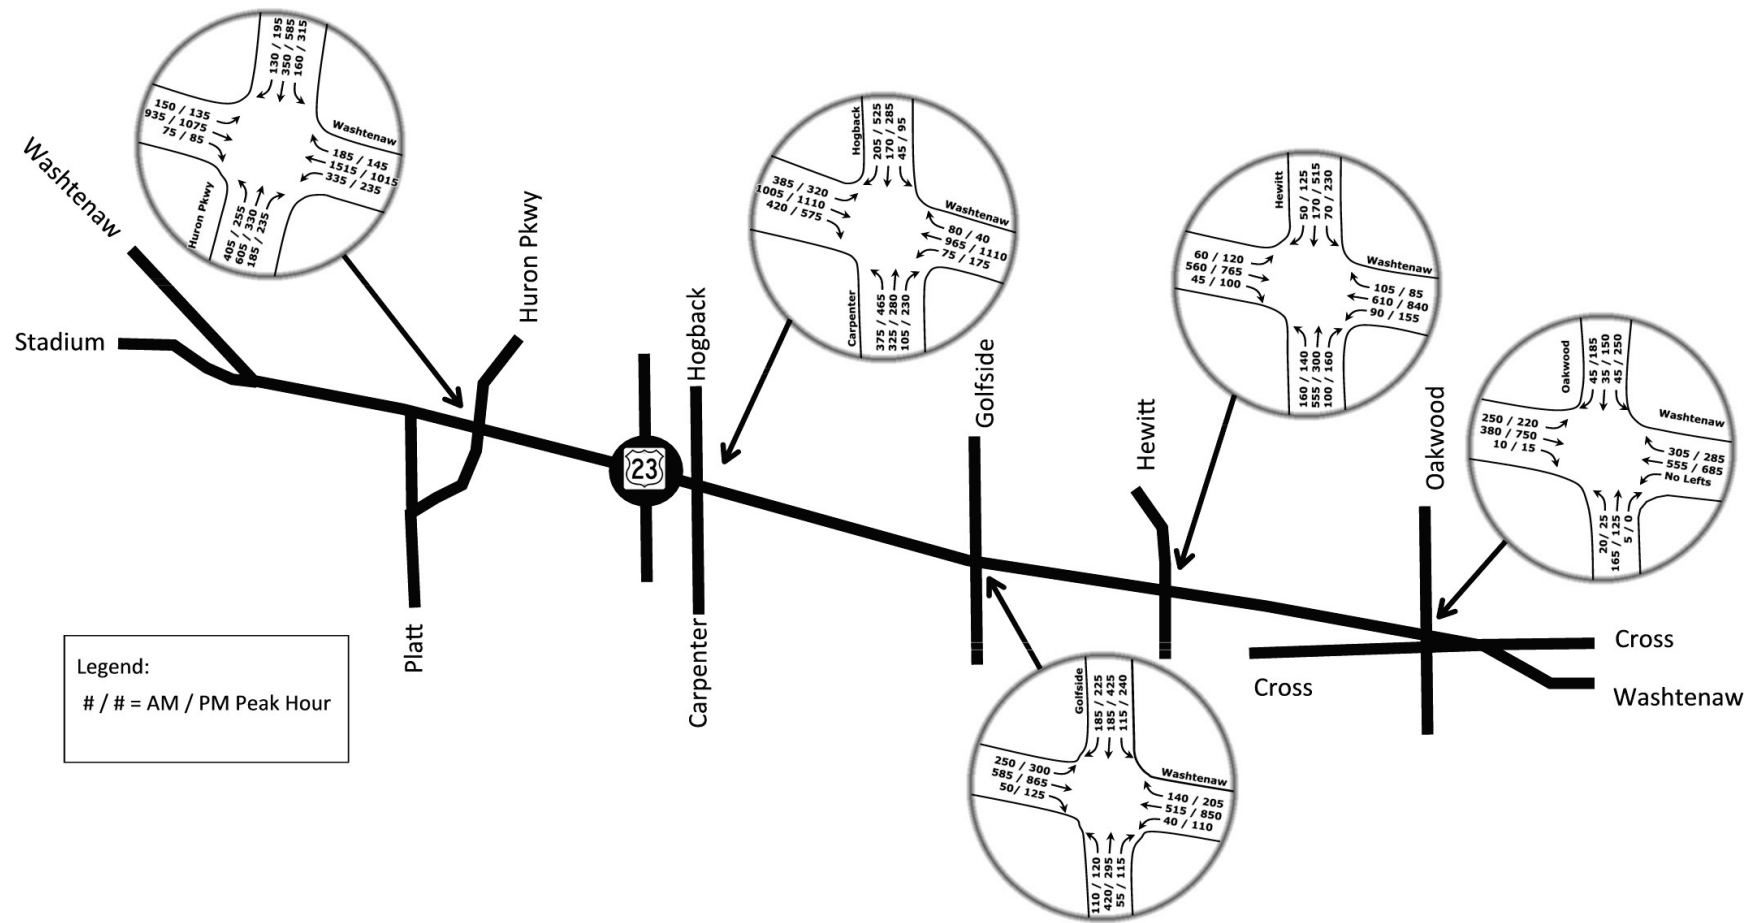 130 / 195
350 / 585
160 / 315
150 / 135
935 / 1075
75 / 85
Washtenaw
185 / 145
1515 / 1015
335 / 235
Huron Pkwy
405 / 255
605 / 330
185 / 235
Hogback
205 / 525
170 / 285
45 / 95
385 / 320
1005 / 1110
420 / 575
Washtenaw
80 / 40
965 / 1110
75 / 175
Carpenter
375 / 465
325 / 280
105 / 230
Hewitt
50 / 125
170 / 515
70 / 230
60 / 120
560 / 765
45 / 100
Washtenaw
105 / 85
610 / 840
90 / 155
160 / 140
555 / 300
100 / 160
Oakwood
45 / 185
35 / 150
45 / 250
250 / 220
380 / 750
10 / 15
Washtenaw
305 / 285
555 / 685
No Lefts
20/ 25
165 / 125
5 / 0
Washtenaw
Stadium
Huron Pkwy
23
Hogback
Golfside
Hewitt
Oakwood
Platt
Carpenter
Cross
Cross
Washtenaw
Golfside
185 / 225
185 / 425
115 / 240
250 / 300
585 / 865
50/ 125
Washtenaw
140 / 205
515 / 850
40 / 110
110 / 120
420/ 295
55 / 115
Legend:
# / # = AM / PM Peak Hour